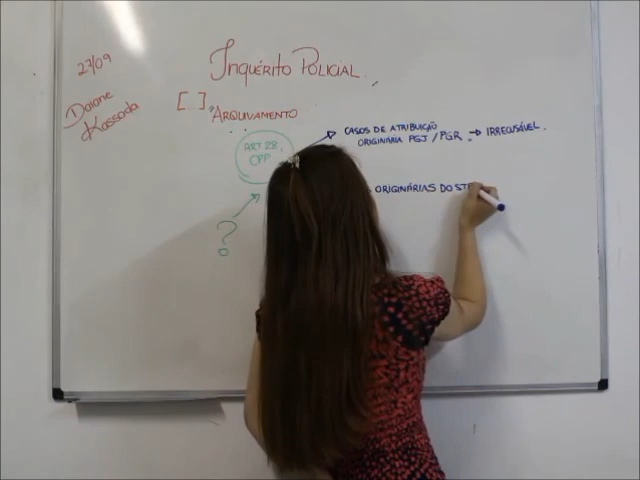 27/09
Daiane
Kassada
Inquérito Policial
[ ]
Arquivamento
Art 28,
CPP
?
Casos de atribuição
originária PGJ / PGR → irrecusável.
originárias do STF